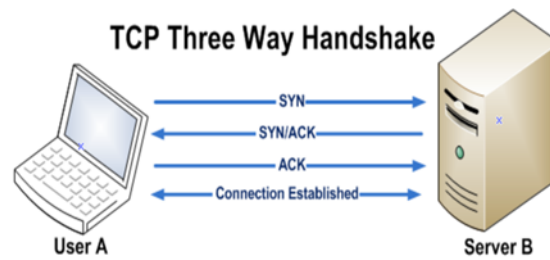 TCP Three Way Handshake
SYN
SYN/ACK
ACK
Connection Established
User A
Server B
x
x